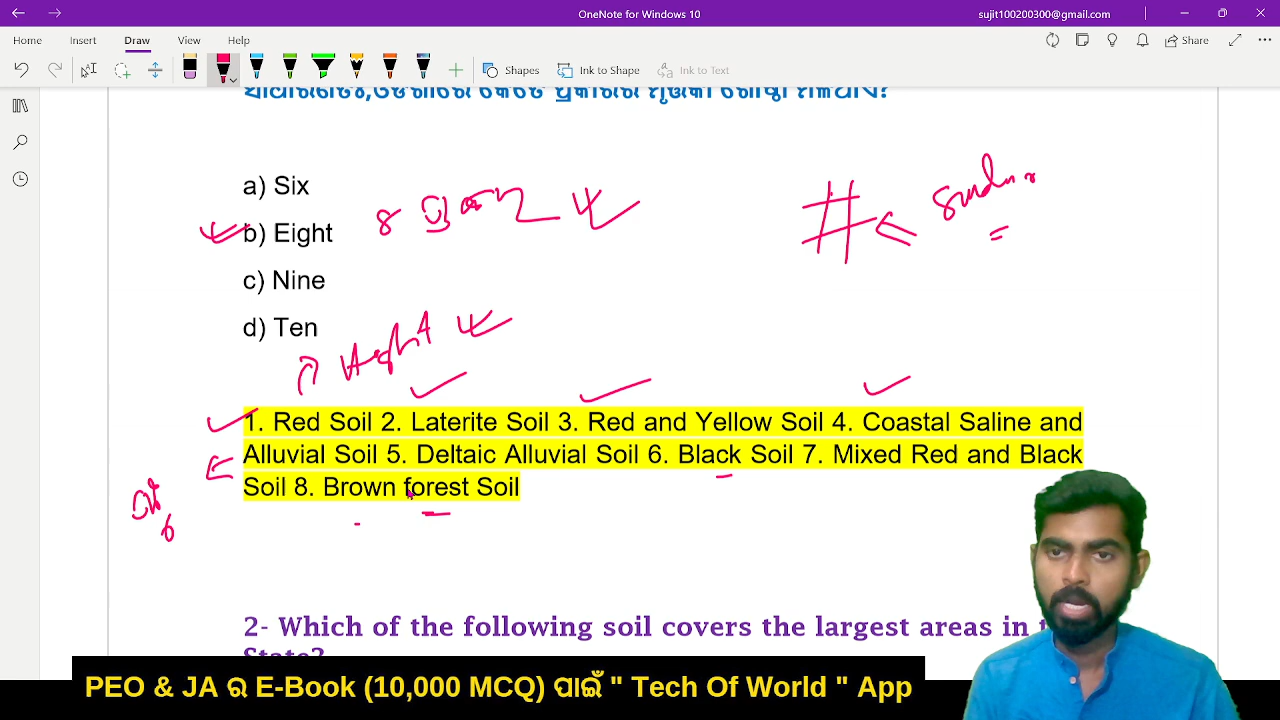 OneNote for Windows 10
sujit100200300@gmail.com
Home Insert Draw View Help
Share
Shapes Ink to Shape Ink to Text
a) Six
b) Eight
c) Nine
d) Ten
1. Red Soil 2. Laterite Soil 3. Red and Yellow Soil 4. Coastal Saline and
Alluvial Soil 5. Deltaic Alluvial Soil 6. Black Soil 7. Mixed Red and Black
Soil 8. Brown forest Soil
2- Which of the following soil covers the largest areas in
State?
PEO & JA ର E-Book (10,000 MCQ) ପାଇଁ " Tech Of World " App